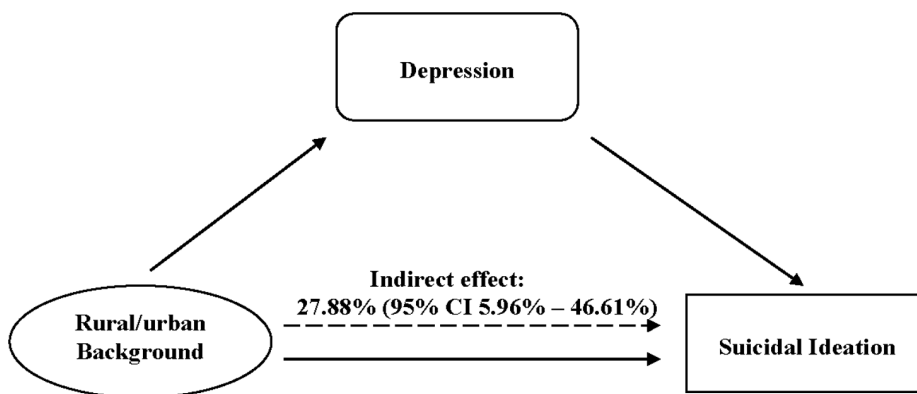 Depression
Indirect effect:
27.88% (95% CI 5.96% – 46.61%)
Rural/urban
Background
Suicidal Ideation